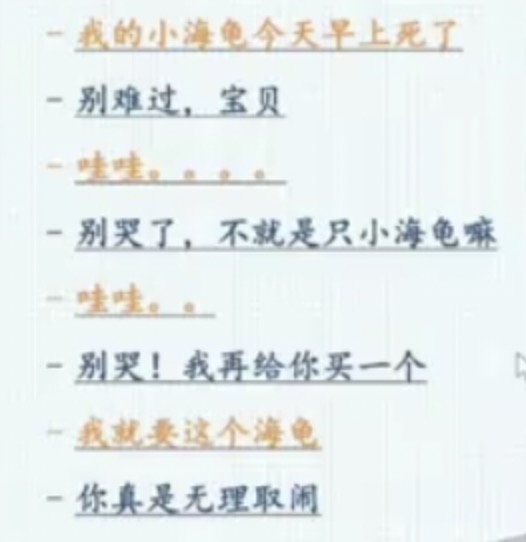 - 我的小海龟今天早上死了
- 别难过，宝贝
- 哇哇。。。。
- 别哭了，不就是只小海龟嘛
- 哇哇。。
- 别哭！我再给你买一个
- 我就要这个海龟
- 你真是无理取闹